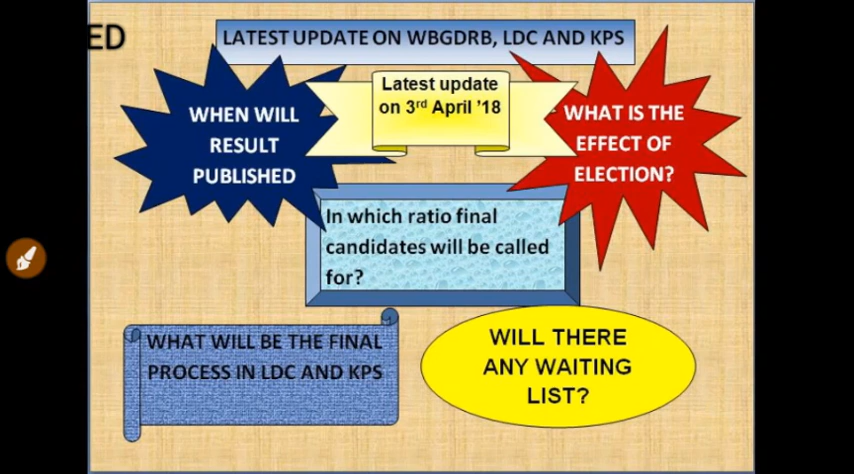 ED
LATEST UPDATE ON WBGDRB, LDC AND KPS
Latest update
on 3rd April ’18
WHEN WILL
RESULT
PUBLISHED
WHAT IS THE
EFFECT OF
ELECTION?
In which ratio final
candidates will be called
for?
WHAT WILL BE THE FINAL
PROCESS IN LDC AND KPS
WILL THERE
ANY WAITING
LIST?